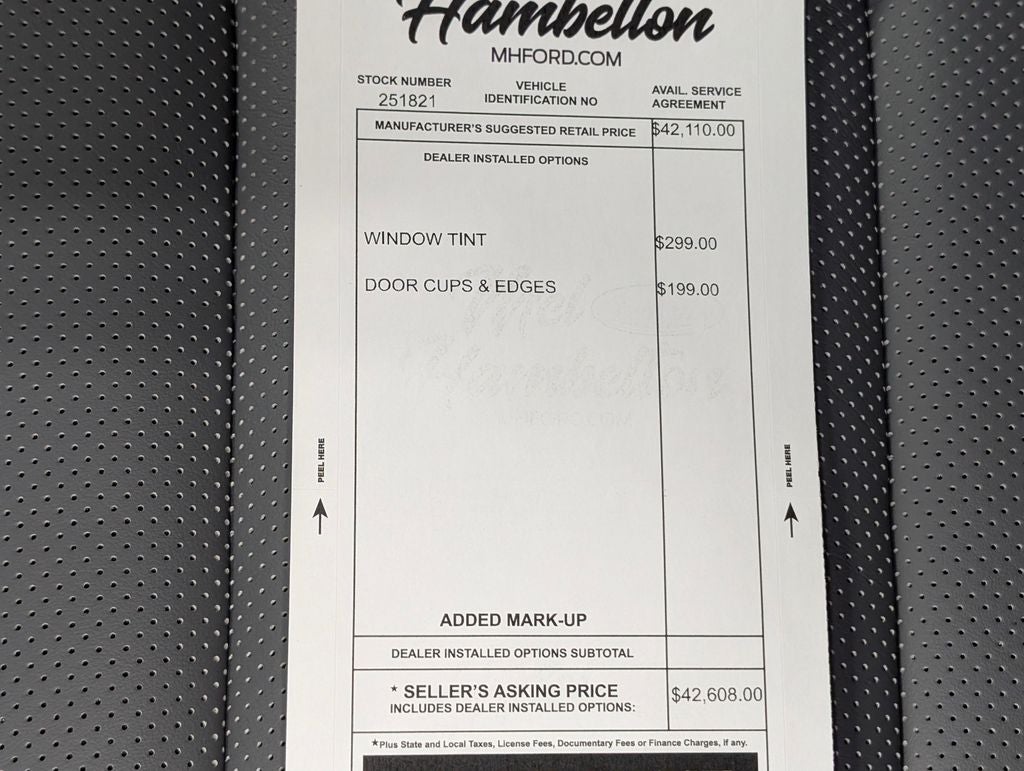 Hambellon
MHFORD.COM
STOCK NUMBER
251821
VEHICLE
IDENTIFICATION NO
AVAIL. SERVICE
AGREEMENT
MANUFACTURER'S SUGGESTED RETAIL PRICE $42,110.00
DEALER INSTALLED OPTIONS
WINDOW TINT $299.00
DOOR CUPS & EDGES $199.00
Mel
Hambellon
PEEL HERE
PEEL HERE
ADDED MARK-UP
DEALER INSTALLED OPTIONS SUBTOTAL
* SELLER'S ASKING PRICE $42,608.00
INCLUDES DEALER INSTALLED OPTIONS:
*Plus State and Local Taxes, License Fees, Documentary Fees or Finance Charges, if any.